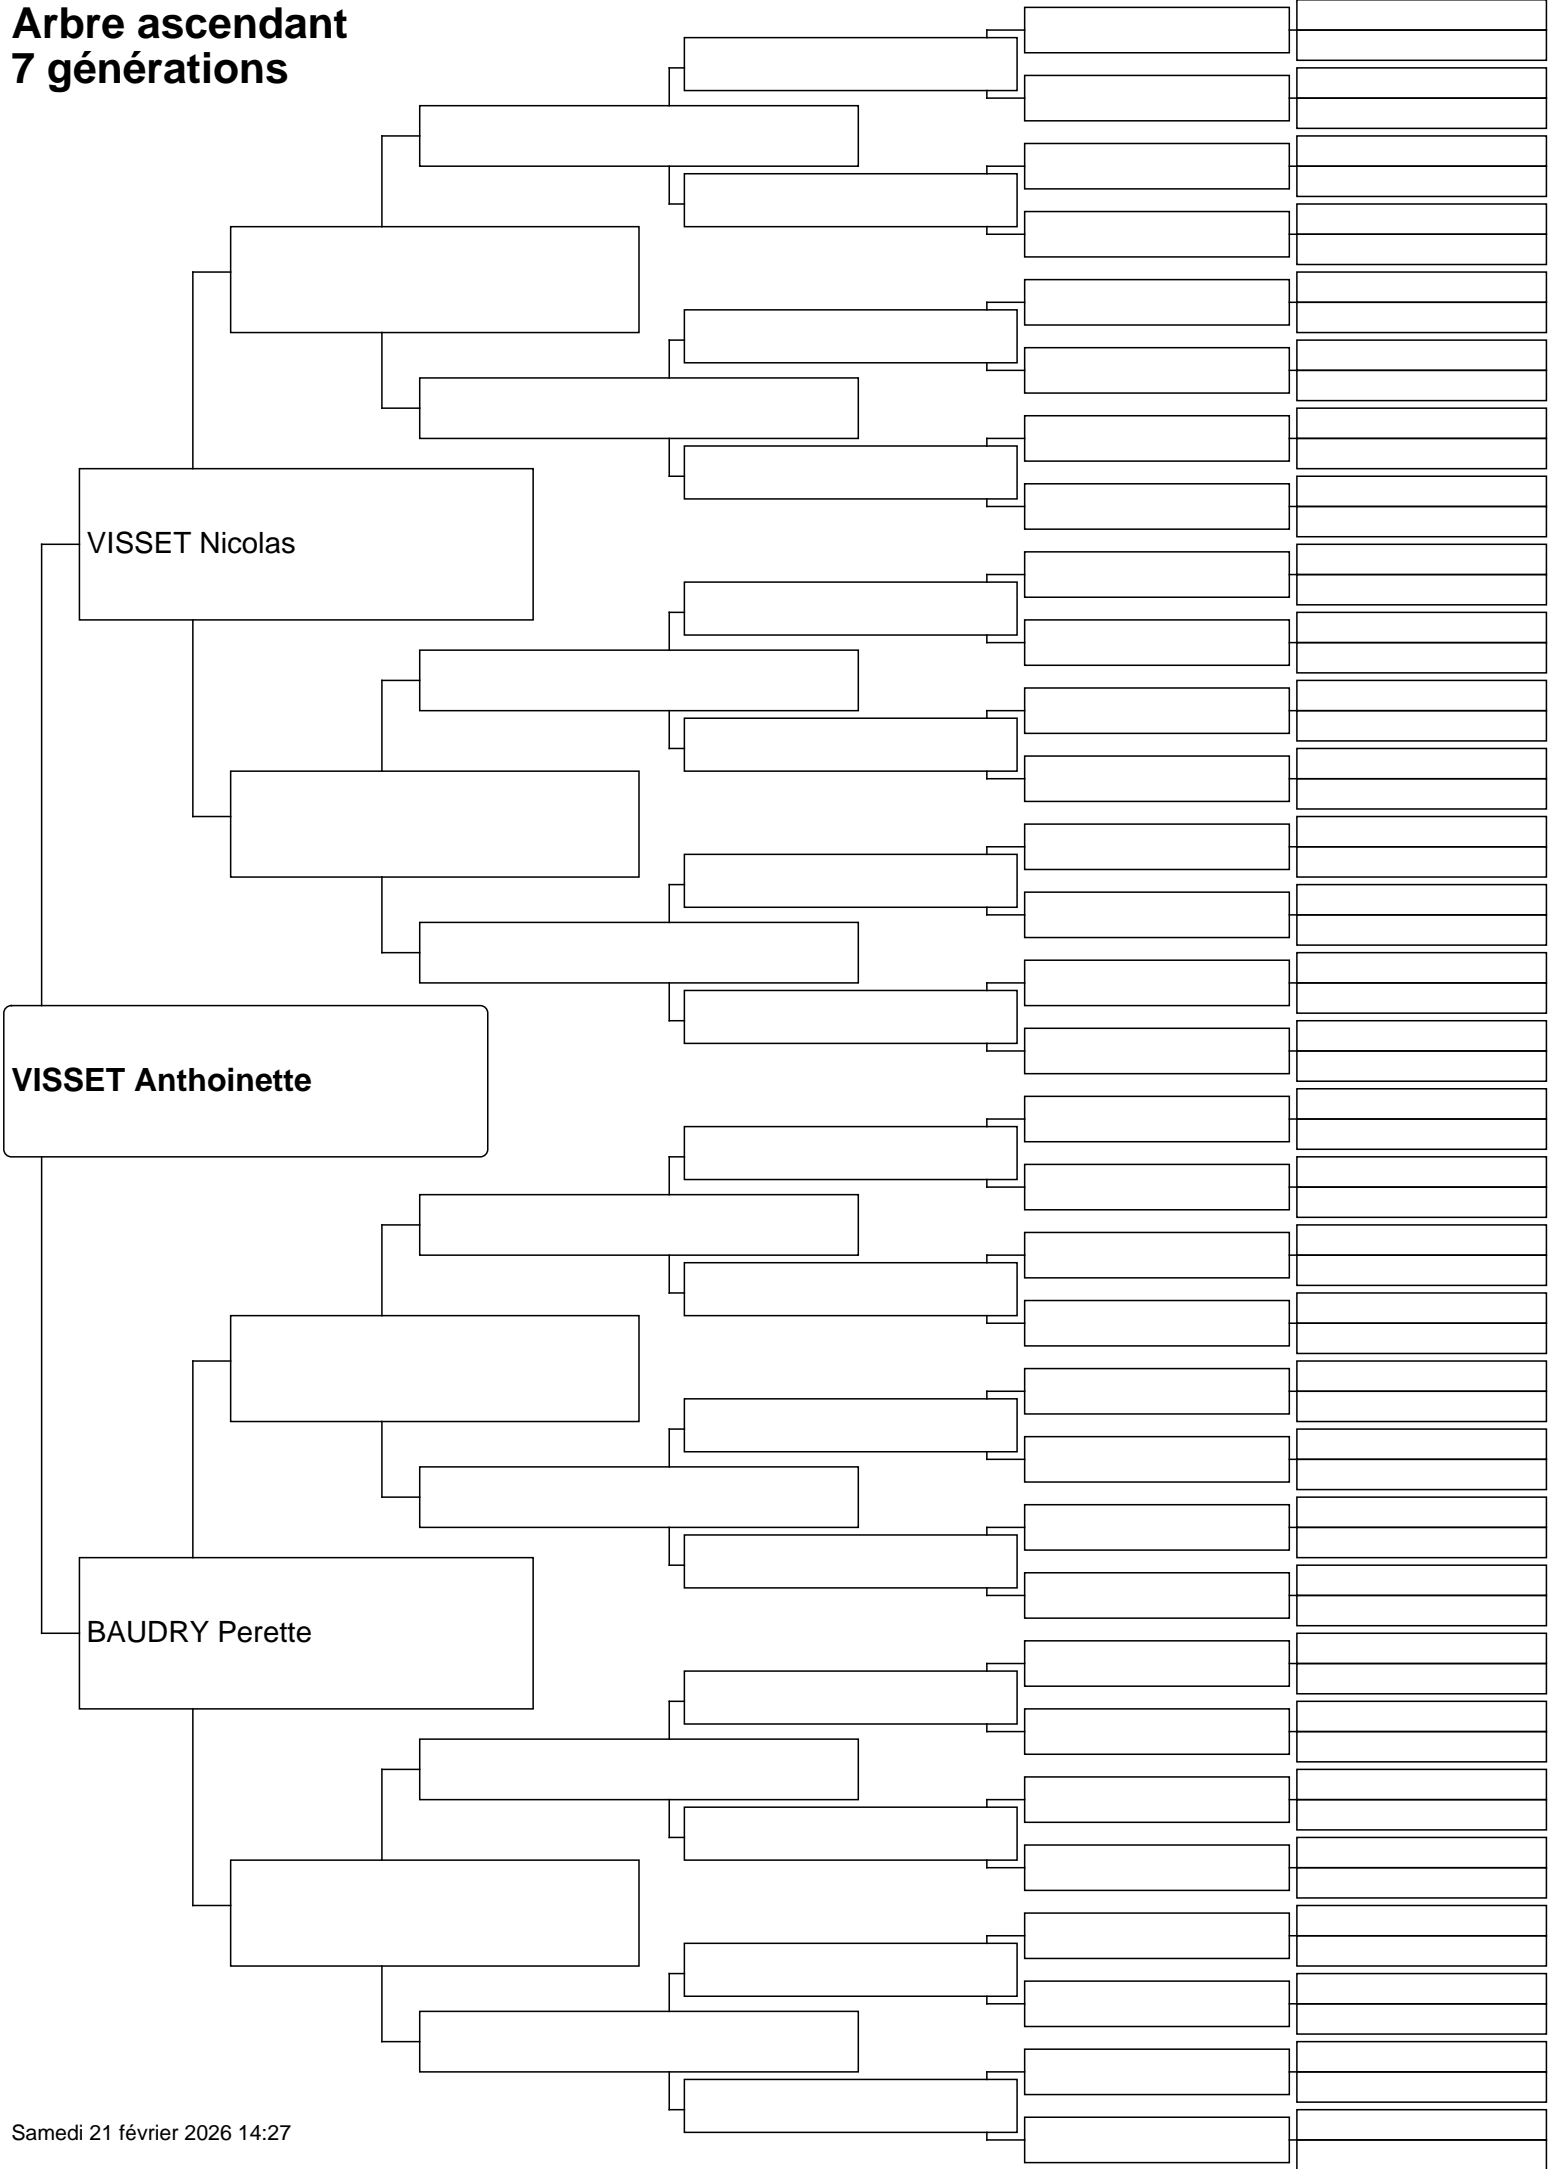 Arbre ascendant
7 générations
VISSET Nicolas
VISSET Anthoinette
BAUDRY Perette
Samedi 21 février 2026 14:27